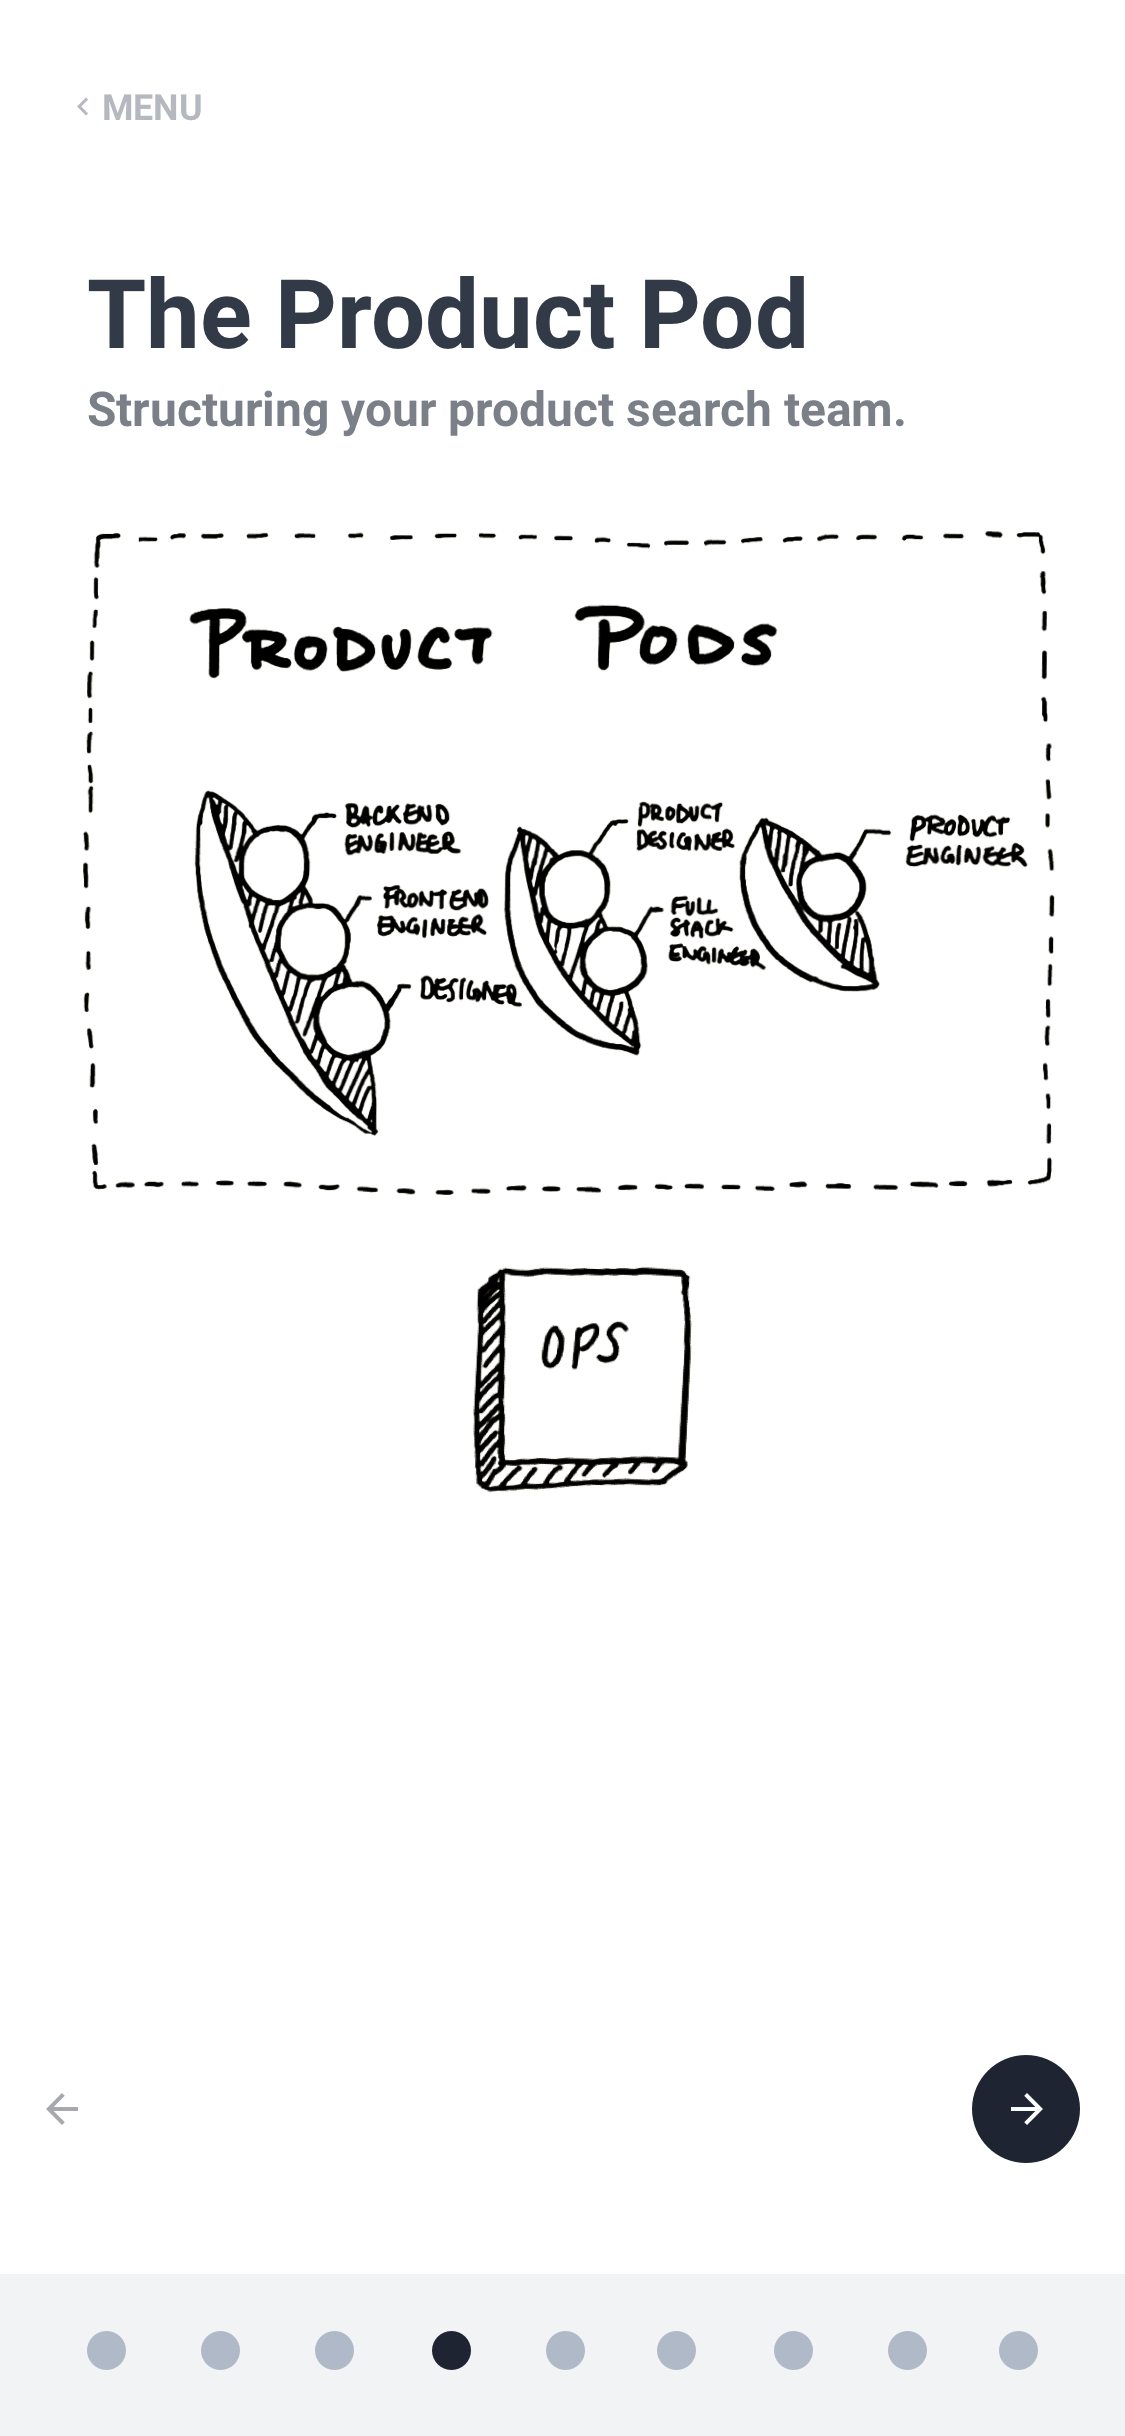 MENU
The Product Pod
Structuring your product search team.
PRODUCT PODS
BACKEND
ENGINEER
FRONTEND
ENGINEER
DESIGNER
PRODUCT
DESIGNER
FULL
STACK
ENGINEER
PRODUCT
ENGINEER
OPS